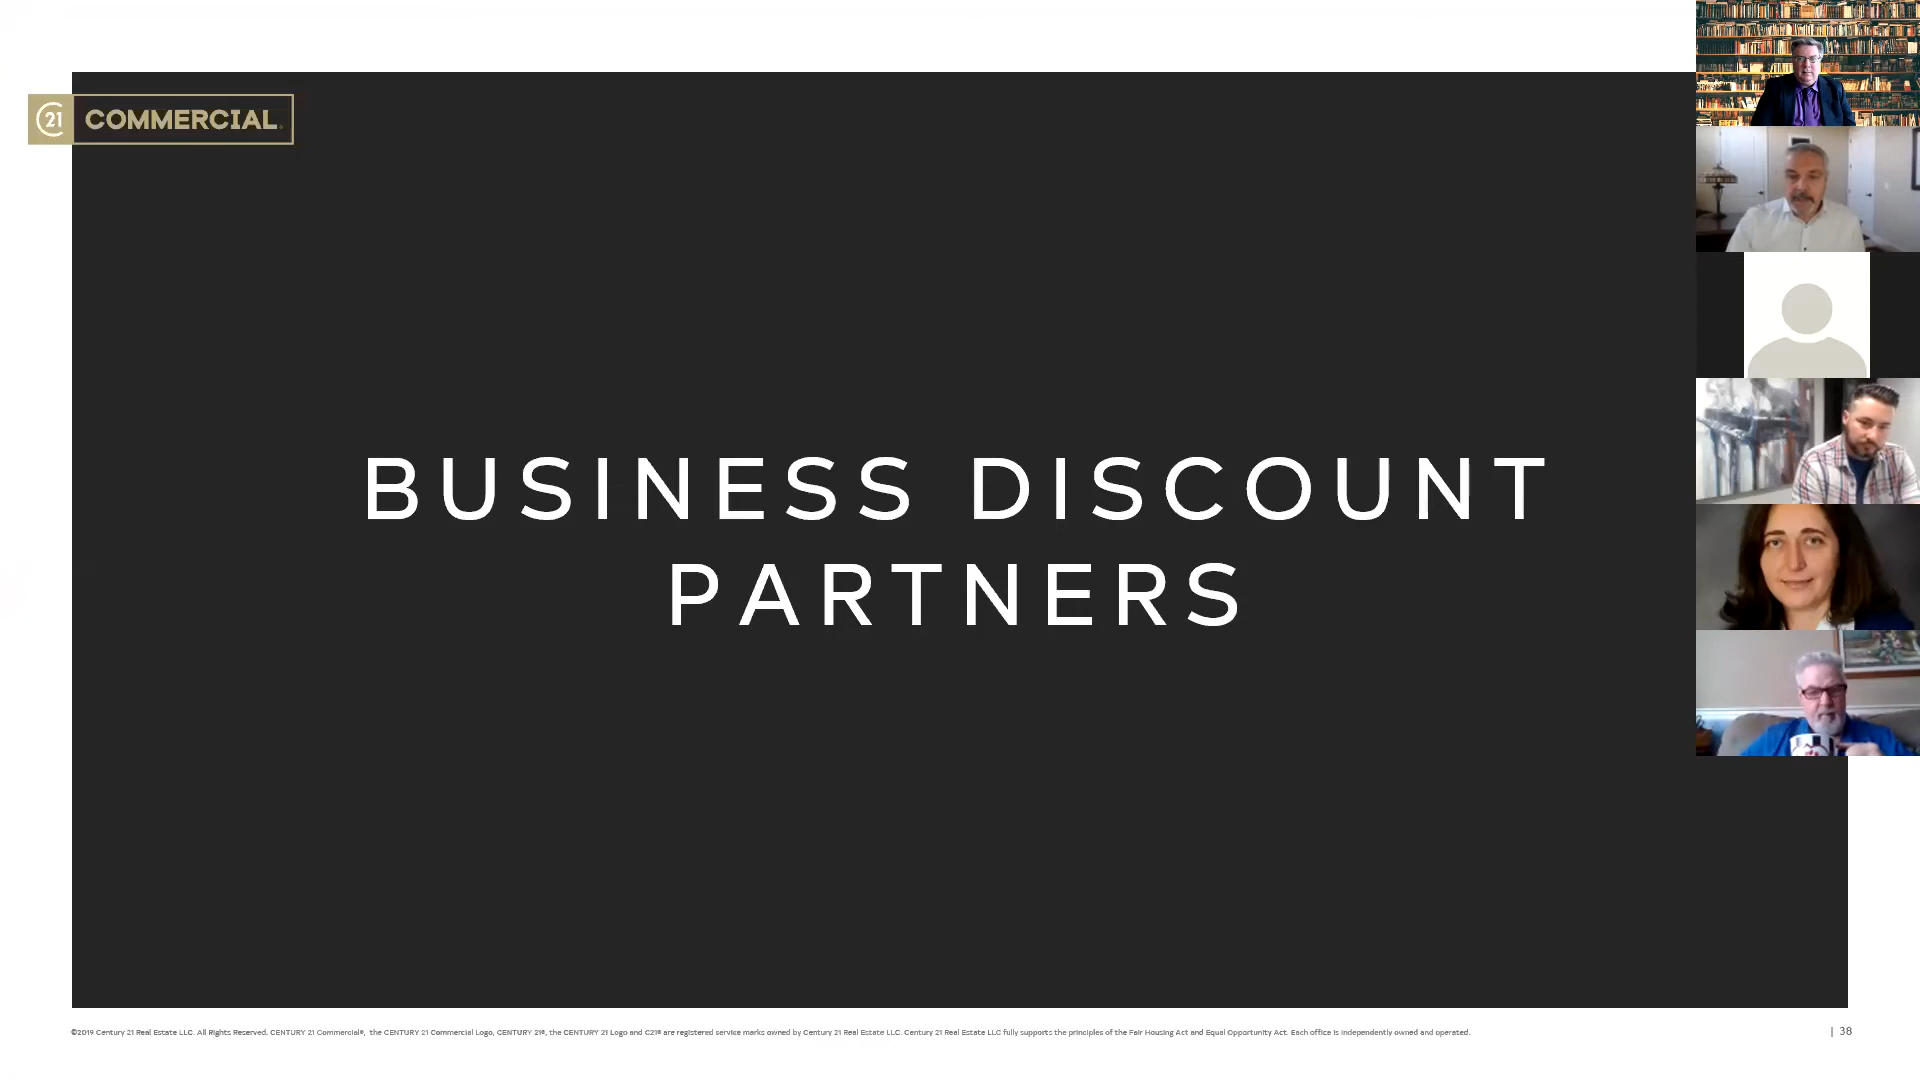 21 COMMERCIAL
BUSINESS DISCOUNT
PARTNERS
©2019 Century 21 Real Estate LLC. All Rights Reserved. CENTURY 21 Commercial®, the CENTURY 21 Commercial Logo, CENTURY 21®, the CENTURY 21 Logo and C21® are registered service marks owned by Century 21 Real Estate LLC. Century 21 Real Estate LLC fully supports the principles of the Fair Housing Act and Equal Opportunity Act. Each office is independently owned and operated.
| 38